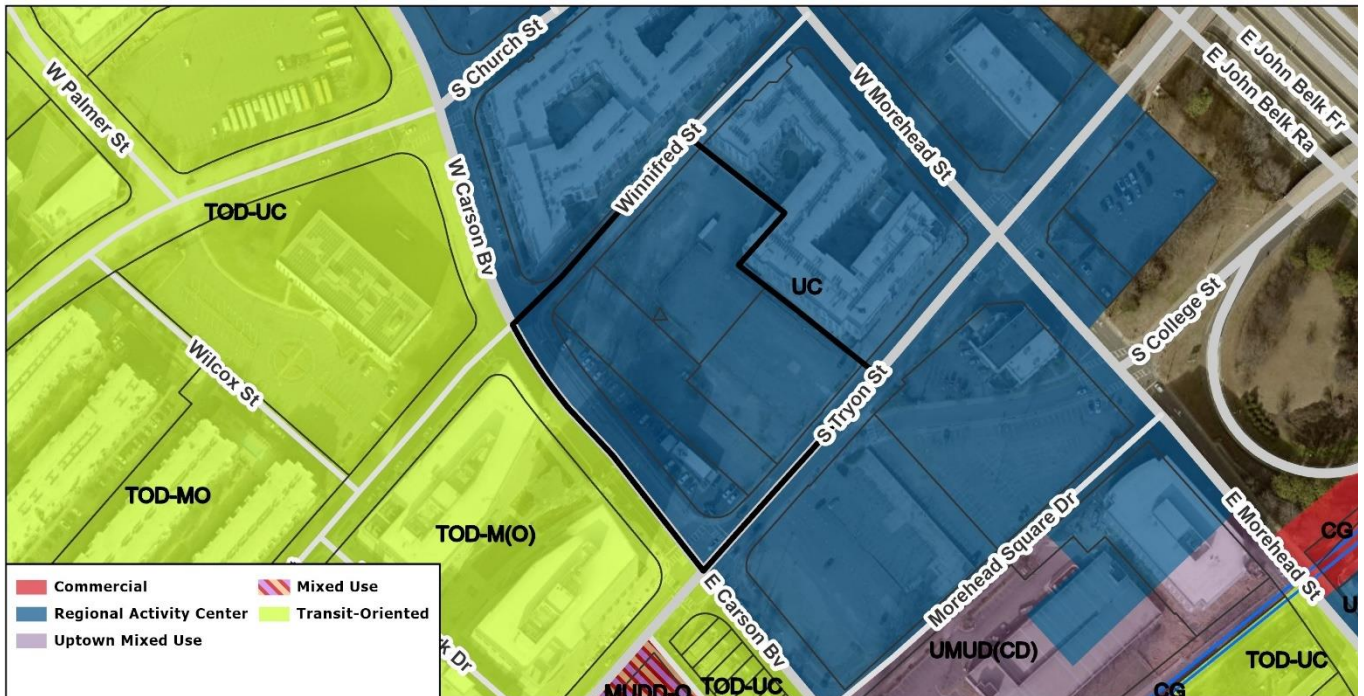 W Palmer St
S Church St
W Morehead St
E John Belk Fr
E John Belk Ra
Winnifred St
W Carson Bv
TOD-UC
UC
S College St
Wilcox St
S Tryon St
TOD-MO
TOD-M(O)
CG
Morehead Square Dr
E Morehead St
E Carson Bv
UMUD(CD)
TOD-UC
CG
MUDD-O
TOD-UC
Commercial
Mixed Use
Regional Activity Center
Transit-Oriented
Uptown Mixed Use